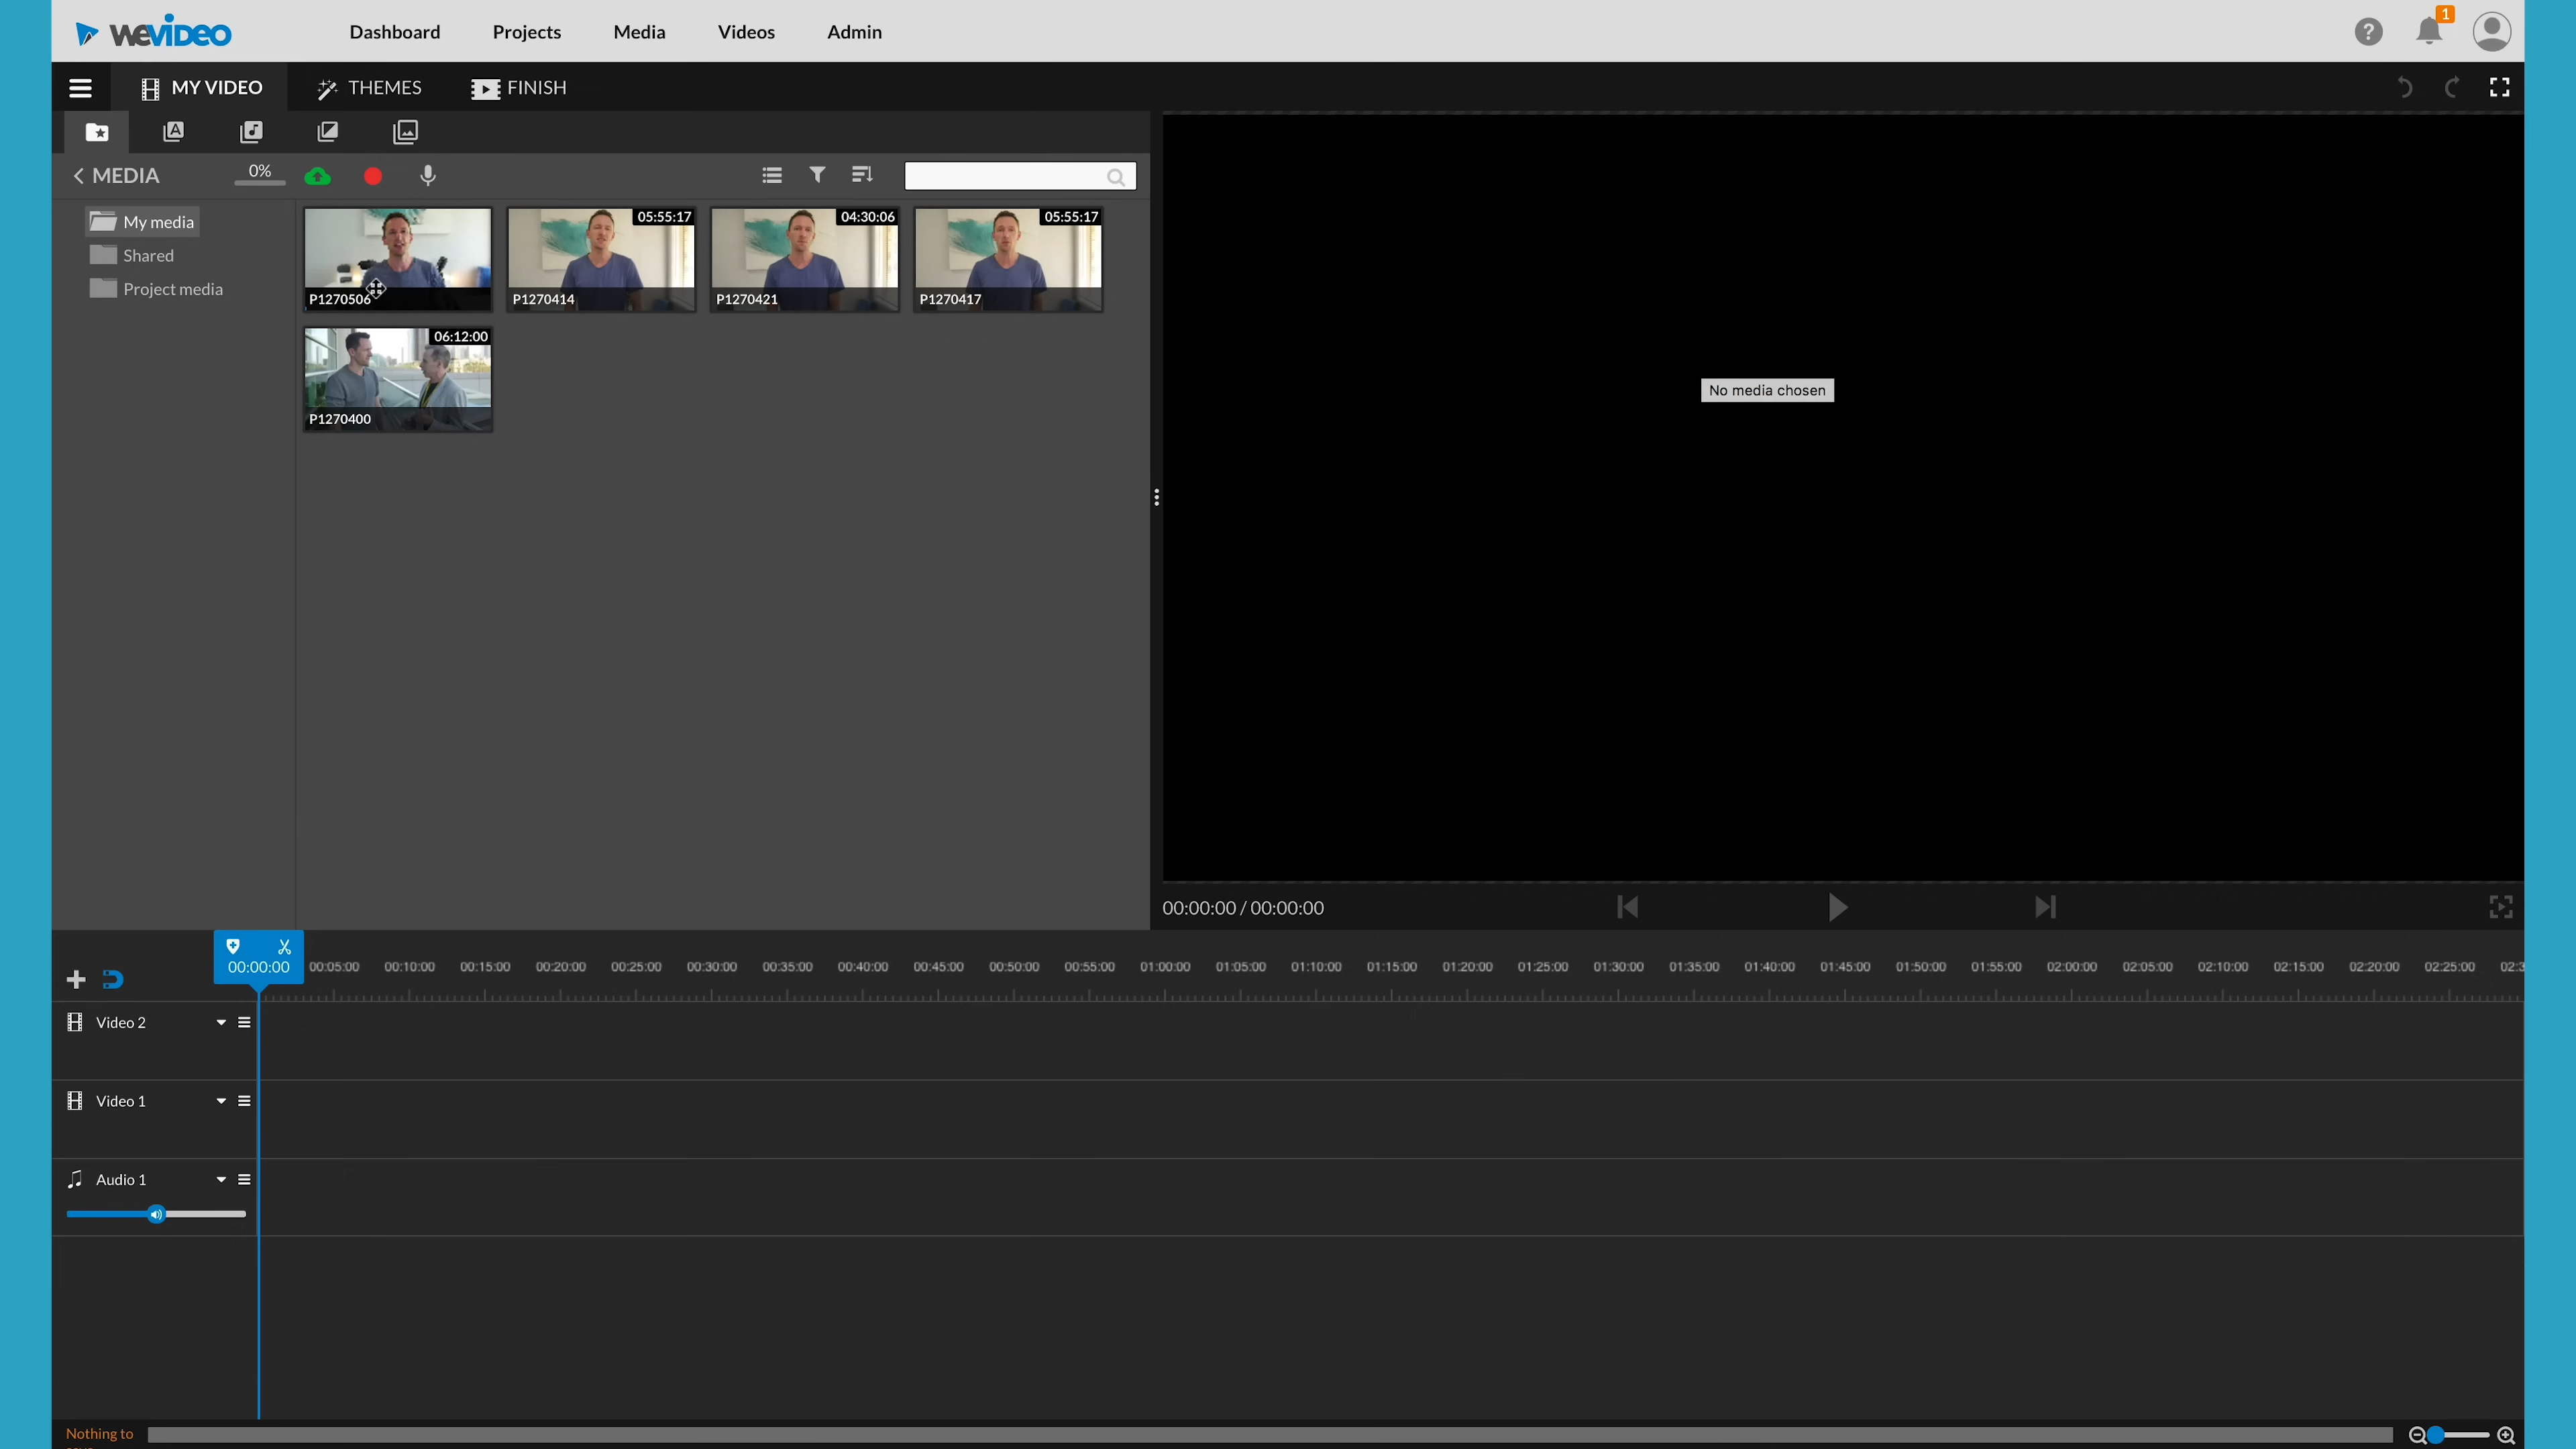 WEVIDEO
Dashboard Projects Media Videos Admin
? 1
MY VIDEO THEMES FINISH
MEDIA 0%
My media
Shared
Project media
P1270506
05:55:17
P1270414
04:30:06
P1270421
05:55:17
P1270417
06:12:00
P1270400
No media chosen
00:00:00 / 00:00:00
00:00:00 00:05:00 00:10:00 00:15:00 00:20:00 00:25:00 00:30:00 00:35:00 00:40:00 00:45:00 00:50:00 00:55:00 01:00:00 01:05:00 01:10:00 01:15:00 01:20:00 01:25:00 01:30:00 01:35:00 01:40:00 01:45:00 01:50:00 01:55:00 02:00:00 02:05:00 02:10:00 02:15:00 02:20:00 02:25:00 02:3
Video 2
Video 1
Audio 1
Nothing to